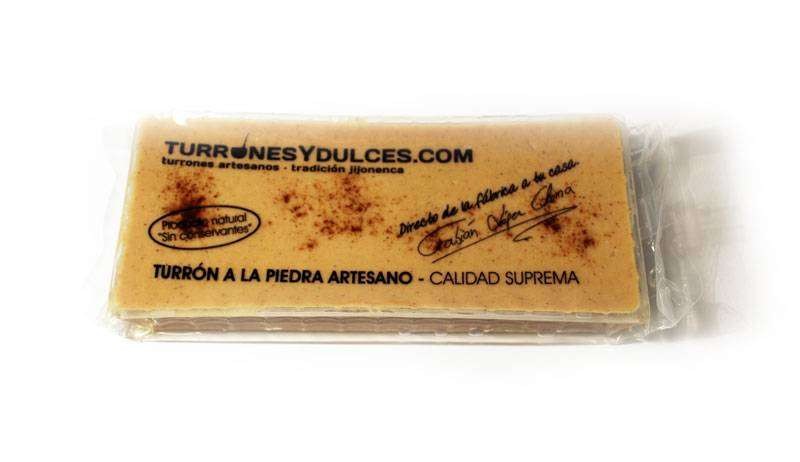 TURRONESYDULCES.COM
turrones artesanos - tradición jijonenca
Directo de la fábrica a tu casa.
Producto natural
"Sin conservantes"
TURRÓN A LA PIEDRA ARTESANO - CALIDAD SUPREMA